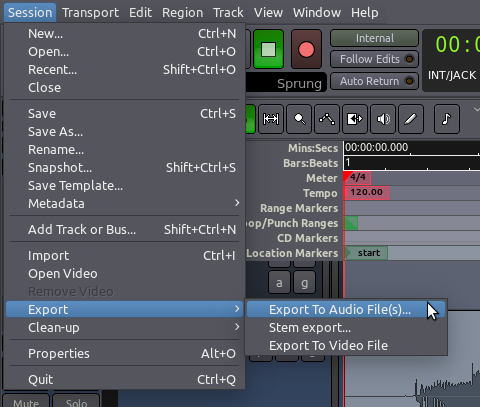 Session Transport Edit Region Track View Window Help
New... Ctrl+N
Open... Ctrl+O
Recent... Shift+Ctrl+O
Close
Save Ctrl+S
Save As...
Rename...
Snapshot... Shift+Ctrl+S
Save Template...
Metadata
Add Track or Bus... Shift+Ctrl+N
Import Ctrl+I
Open Video
Remove Video
Export
Clean-up
Properties Alt+O
Quit Ctrl+Q
Export To Audio File(s)...
Stem export...
Export To Video File
Internal
Follow Edits
Auto Return
Sprung
00:0
INT/JACK
Mins:Secs 00:00:00.000
Bars:Beats 1
Meter 4/4
Tempo 120.00
Range Markers
op/Punch Ranges
CD Markers
Location Markers start
a g
Mute Solo